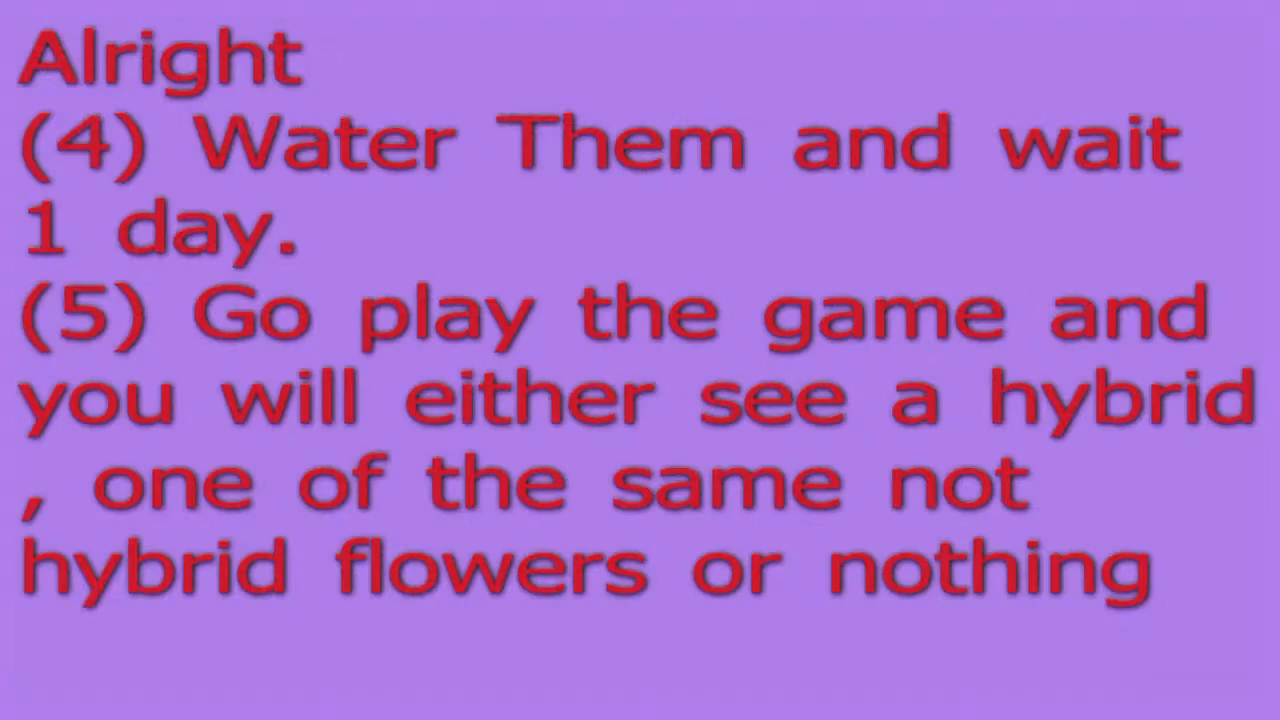 Alright
(4) Water Them and wait
1 day.
(5) Go play the game and
you will either see a hybrid
, one of the same not
hybrid flowers or nothing